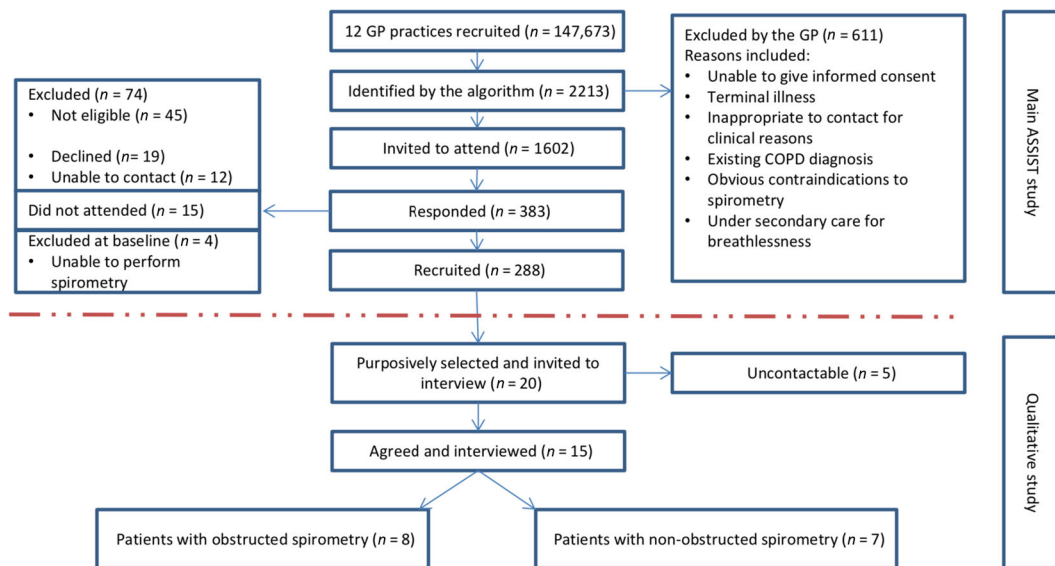 12 GP practices recruited (n = 147,673)
Identified by the algorithm (n = 2213)
Invited to attend (n = 1602)
Responded (n = 383)
Recruited (n = 288)
Excluded by the GP (n = 611)
Reasons included:
• Unable to give informed consent
• Terminal illness
• Inappropriate to contact for
clinical reasons
• Existing COPD diagnosis
• Obvious contraindications to
spirometry
• Under secondary care for
breathlessness
Excluded (n = 74)
• Not eligible (n = 45)
• Declined (n= 19)
• Unable to contact (n = 12)
Did not attended (n = 15)
Excluded at baseline (n = 4)
• Unable to perform
spirometry
Main ASSIST study
Purposively selected and invited to
interview (n = 20)
Uncontactable (n = 5)
Agreed and interviewed (n = 15)
Patients with obstructed spirometry (n = 8)
Patients with non-obstructed spirometry (n = 7)
Qualitative study